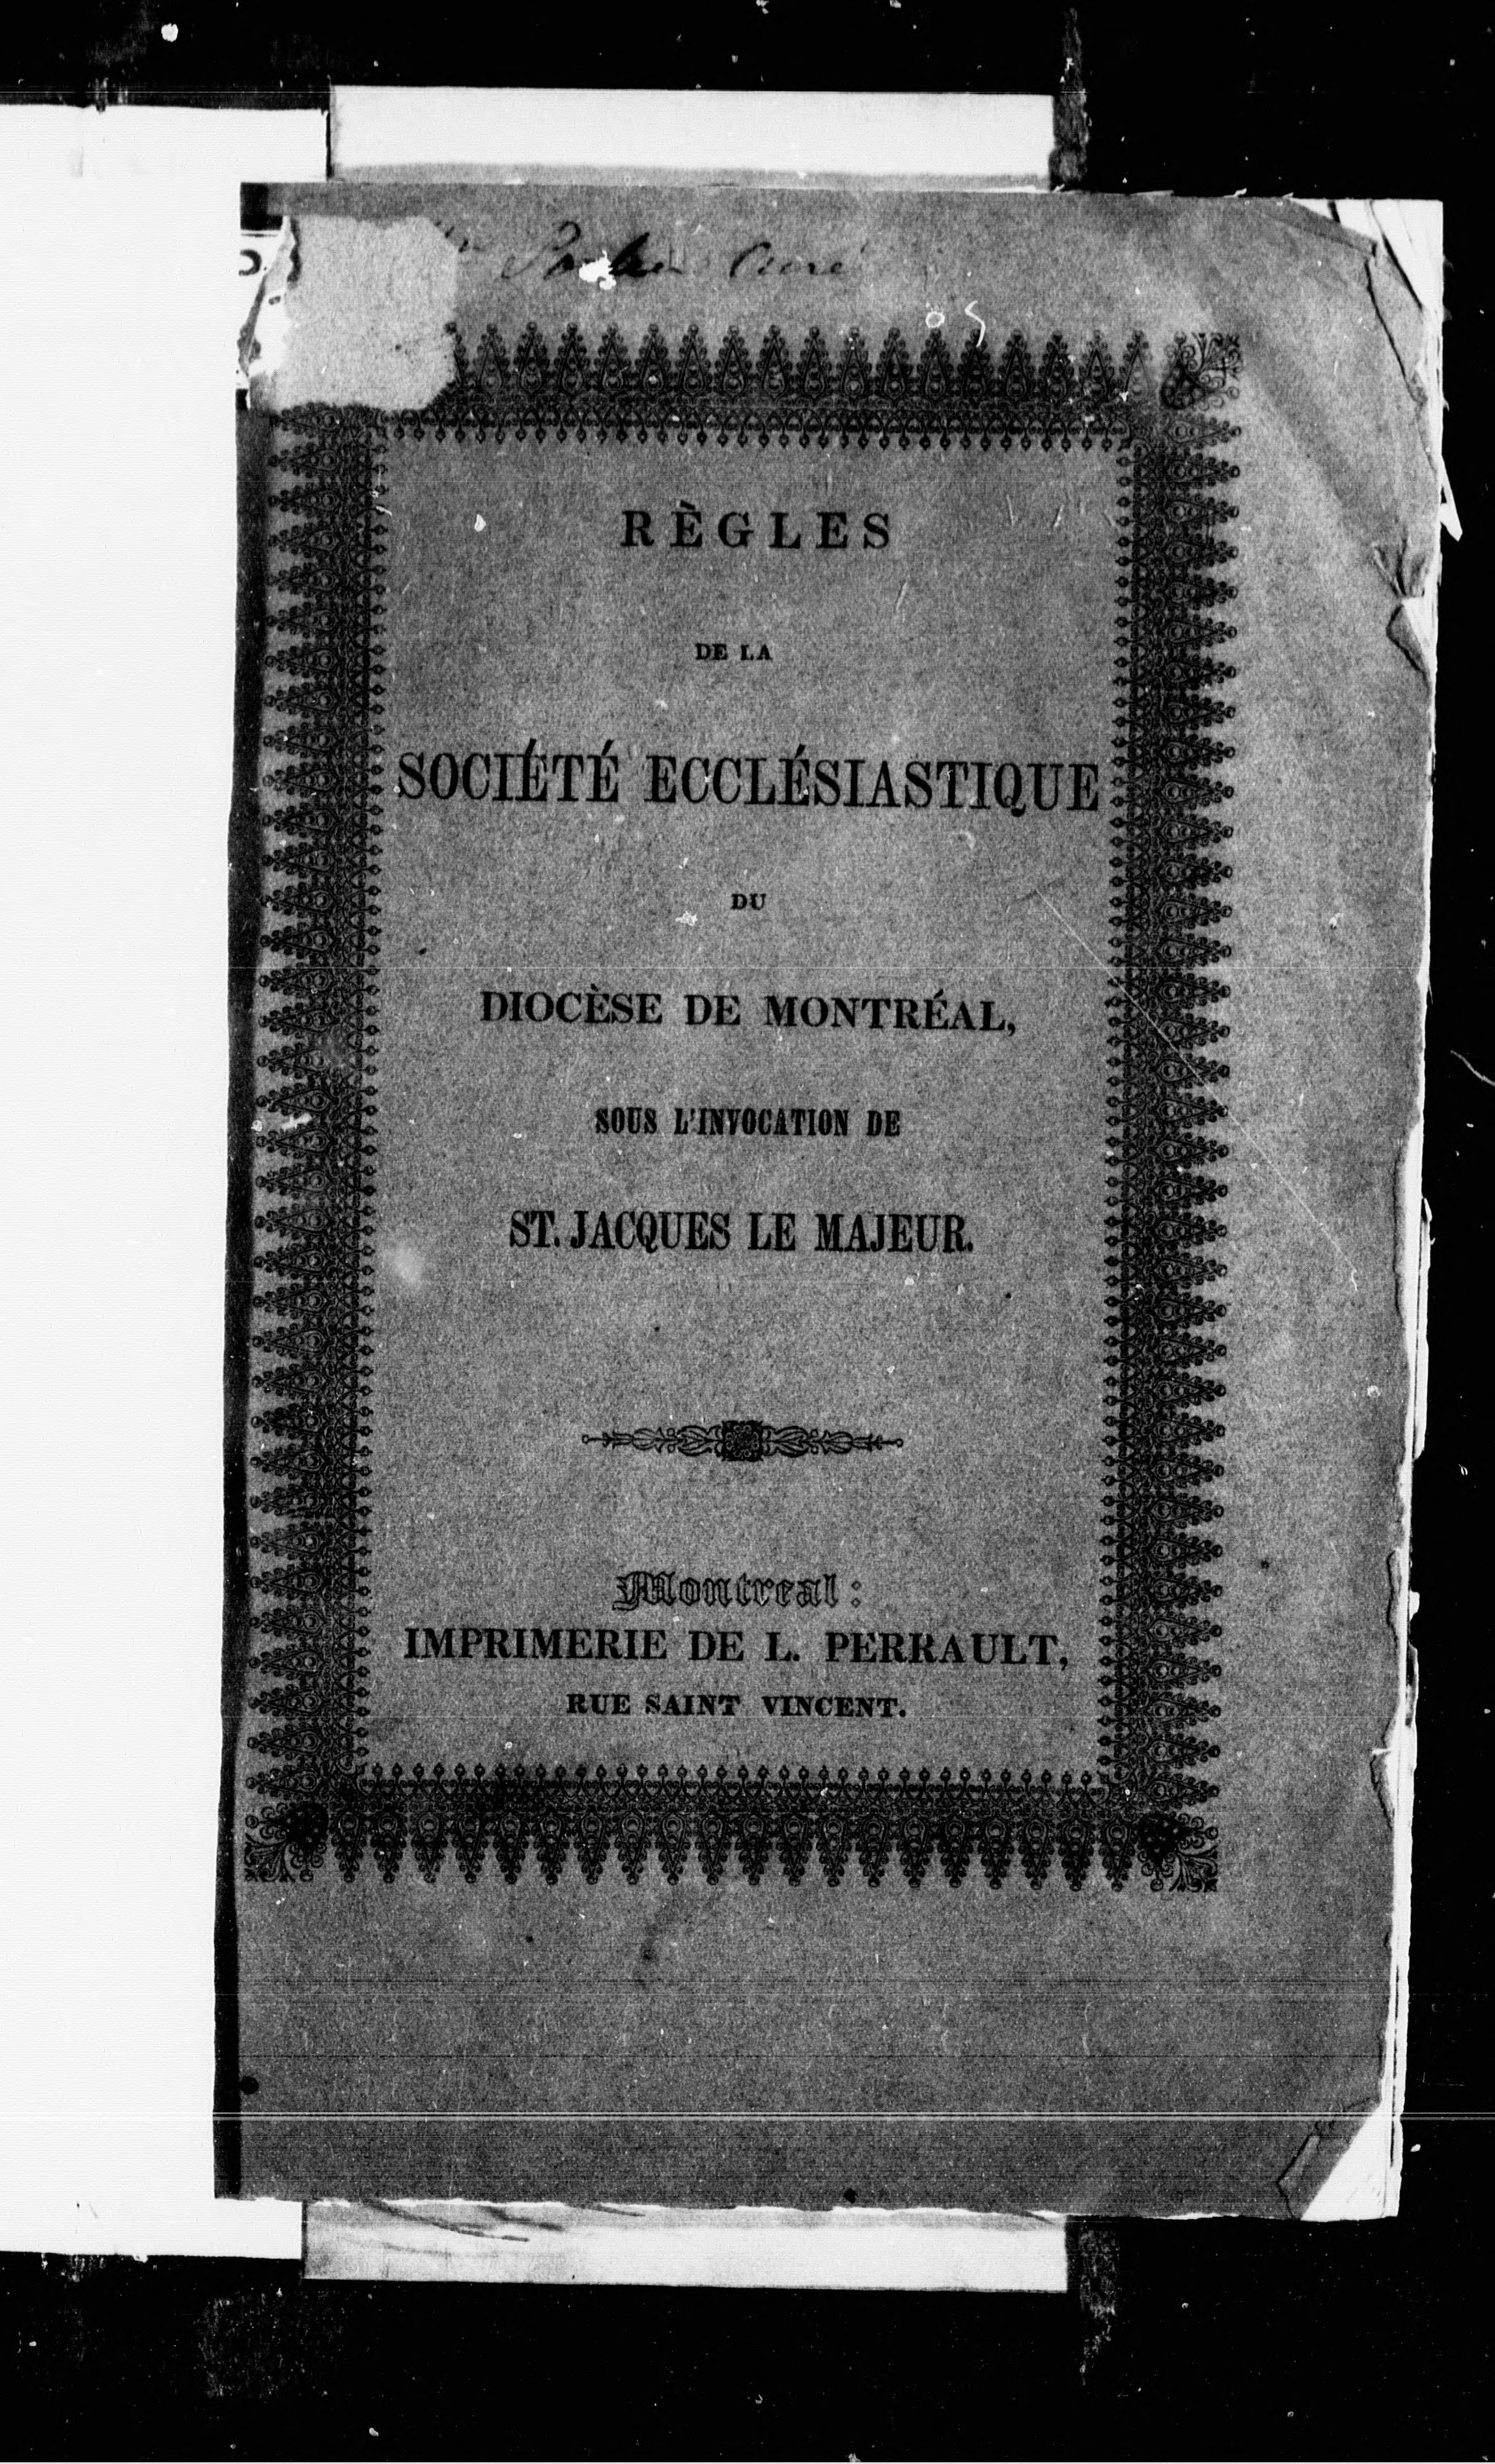 Curé
RÈGLES
DE LA
SOCIÉTÉ ECCLÉSIASTIQUE
DU
DIOCÈSE DE MONTRÉAL,
SOUS L'INVOCATION DE
ST. JACQUES LE MAJEUR.
Montreal:
IMPRIMERIE DE L. PERRAULT,
RUE SAINT VINCENT.